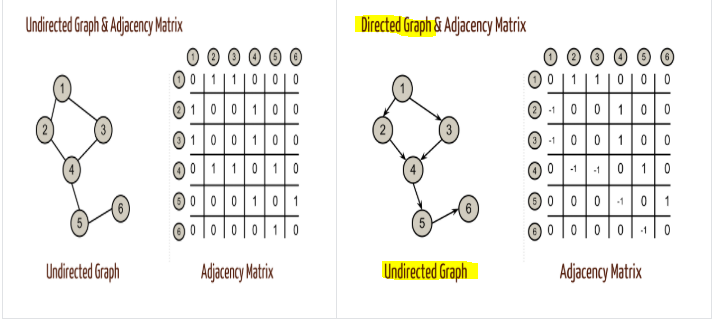 Undirected Graph & Adjacency Matrix
1 2 3 4 5 6
1 0 1 1 0 0 0
2 1 0 0 1 0 0
3 1 0 0 1 0 0
4 0 1 1 0 1 0
5 0 0 0 1 0 1
6 0 0 0 0 1 0
1
2 3
4
5 6
Undirected Graph Adjacency Matrix
Directed Graph & Adjacency Matrix
1 2 3 4 5 6
1 0 1 1 0 0 0
2 -1 0 0 1 0 0
3 -1 0 0 1 0 0
4 0 -1 -1 0 1 0
5 0 0 0 -1 0 1
6 0 0 0 0 -1 0
1
2 3
4
5 6
Undirected Graph Adjacency Matrix